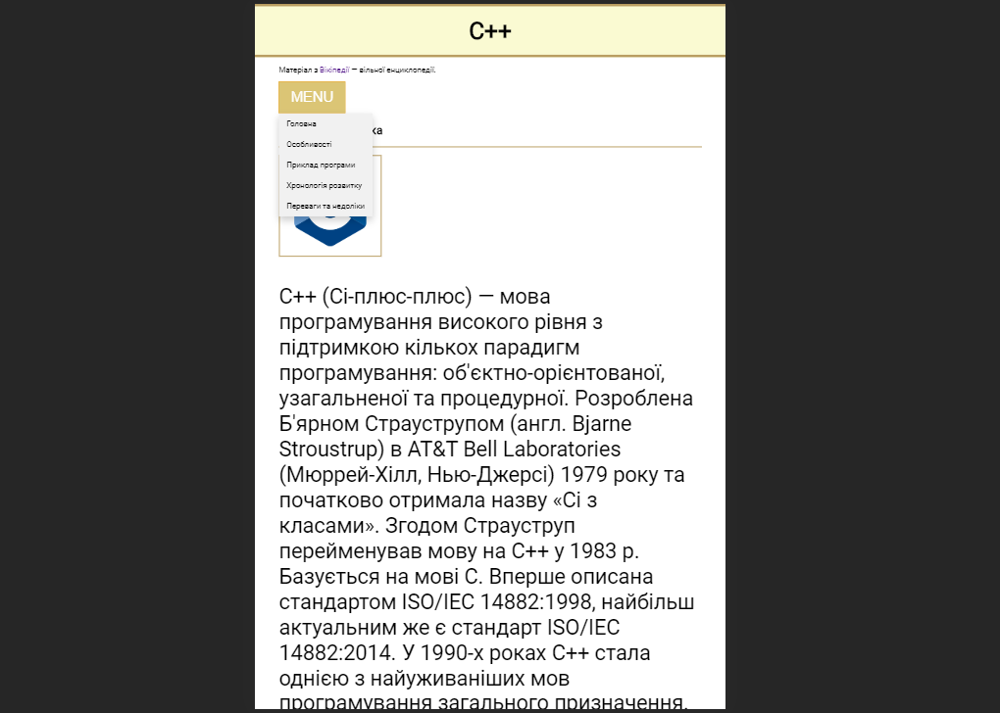 C++
Матеріал з Вікіпедії — вільної енциклопедії.
MENU
Головна
Особливості
Приклад програми
Хронологія розвитку
Переваги та недоліки
C++ (Сі-плюс-плюс) — мова
програмування високого рівня з
підтримкою кількох парадигм
програмування: об'єктно-орієнтованої,
узагальненої та процедурної. Розроблена
Б'ярном Страуструпом (англ. Bjarne
Stroustrup) в AT&T Bell Laboratories
(Мюррей-Хілл, Нью-Джерсі) 1979 року та
початково отримала назву «Сі з
класами». Згодом Страуструп
перейменував мову на C++ у 1983 р.
Базується на мові С. Вперше описана
стандартом ISO/IEC 14882:1998, найбільш
актуальним же є стандарт ISO/IEC
14882:2014. У 1990-х роках С++ стала
однією з найуживаніших мов
програмування загального призначення.